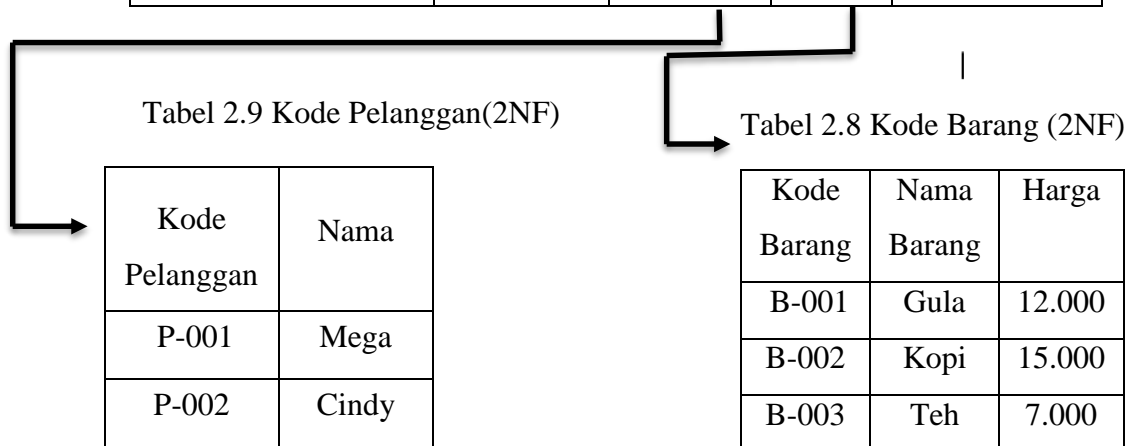 Tabel 2.9 Kode Pelanggan(2NF)
Kode
Pelanggan
Nama
P-001 Mega
P-002 Cindy
Tabel 2.8 Kode Barang (2NF)
Kode
Barang
Nama
Barang
Harga
B-001 Gula 12.000
B-002 Kopi 15.000
B-003 Teh 7.000